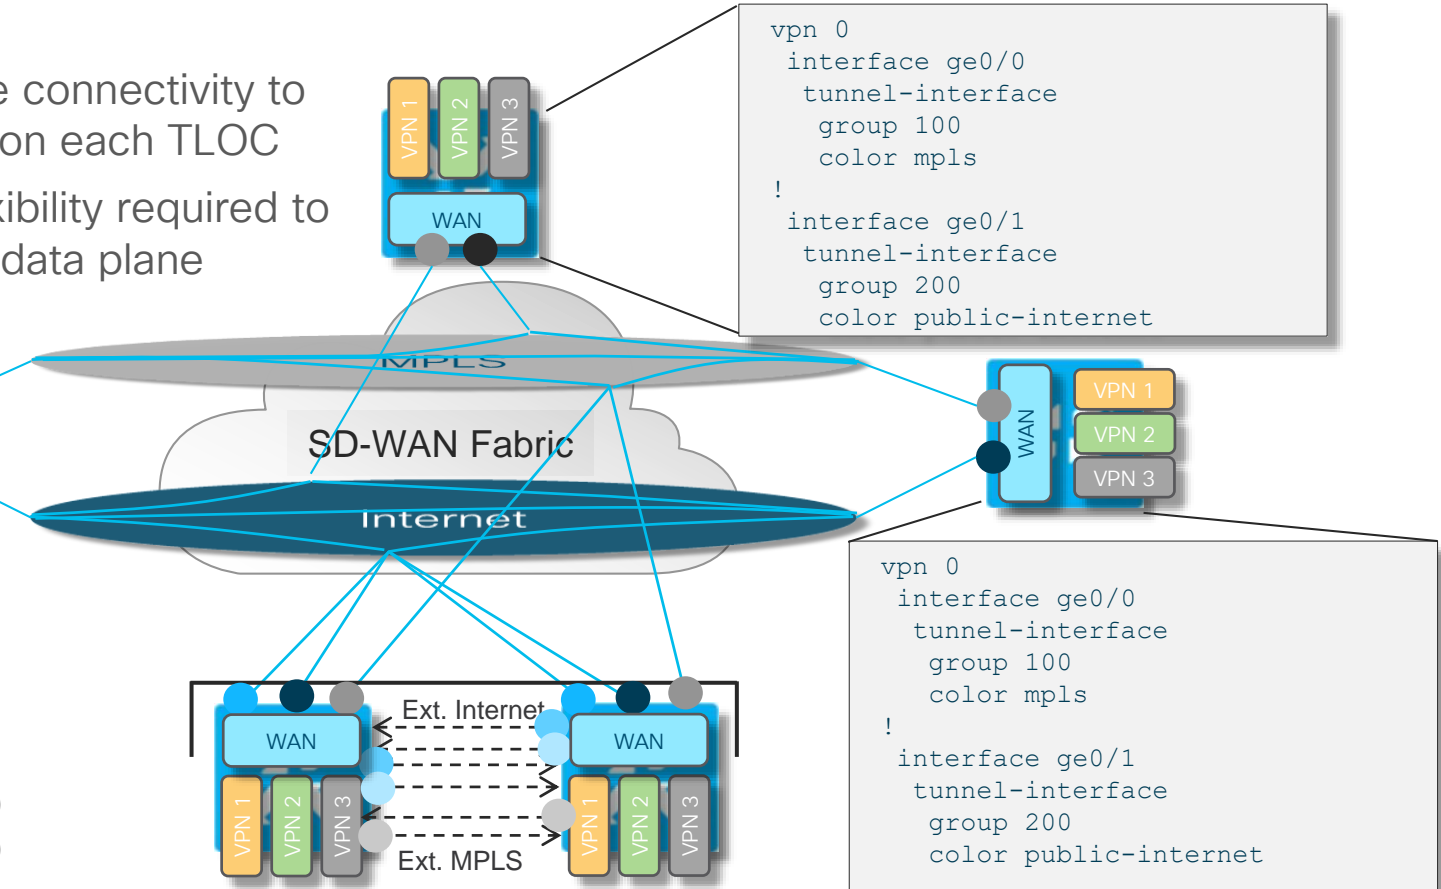 e connectivity to
on each TLOC
xibility required to
data plane
VPN 1
VPN 2
VPN 3
WAN
vpn 0
interface ge0/0
tunnel-interface
group 100
color mpls
!
interface ge0/1
tunnel-interface
group 200
color public-internet
MPLS
SD-WAN Fabric
Internet
WAN
VPN 1
VPN 2
VPN 3
vpn 0
interface ge0/0
tunnel-interface
group 100
color mpls
!
interface ge0/1
tunnel-interface
group 200
color public-internet
WAN
VPN 1
VPN 2
VPN 3
Ext. Internet
Ext. MPLS
WAN
VPN 1
VPN 2
VPN 3